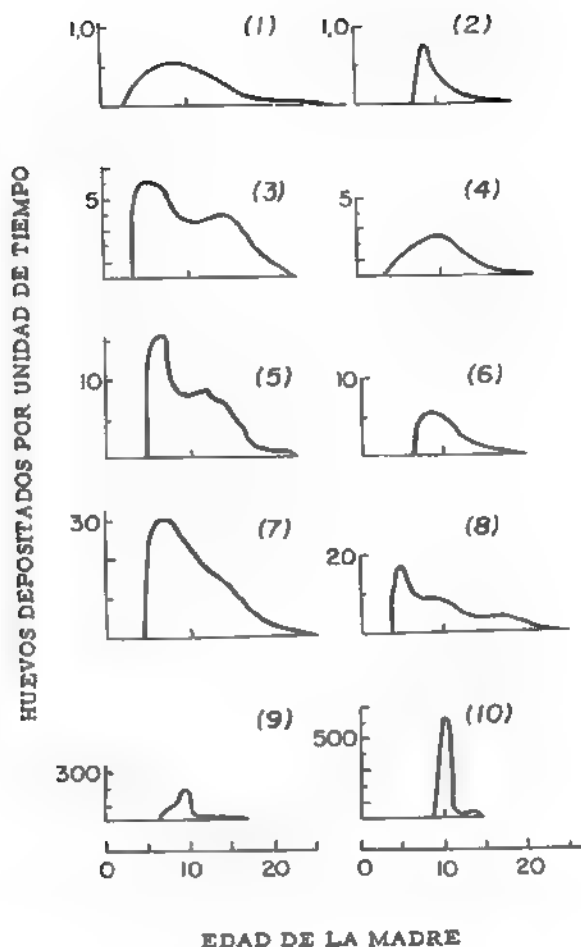 1,0 (1) 1,0 (2)
5 (3) 5 (4)
10 (5) 10 (6)
30 (7) 20 (8)
300 (9) 500 (10)
0 10 20 0 10 20
HUEVOS DEPOSITADOS POR UNIDAD DE TIEMPO
EDAD DE LA MADRE